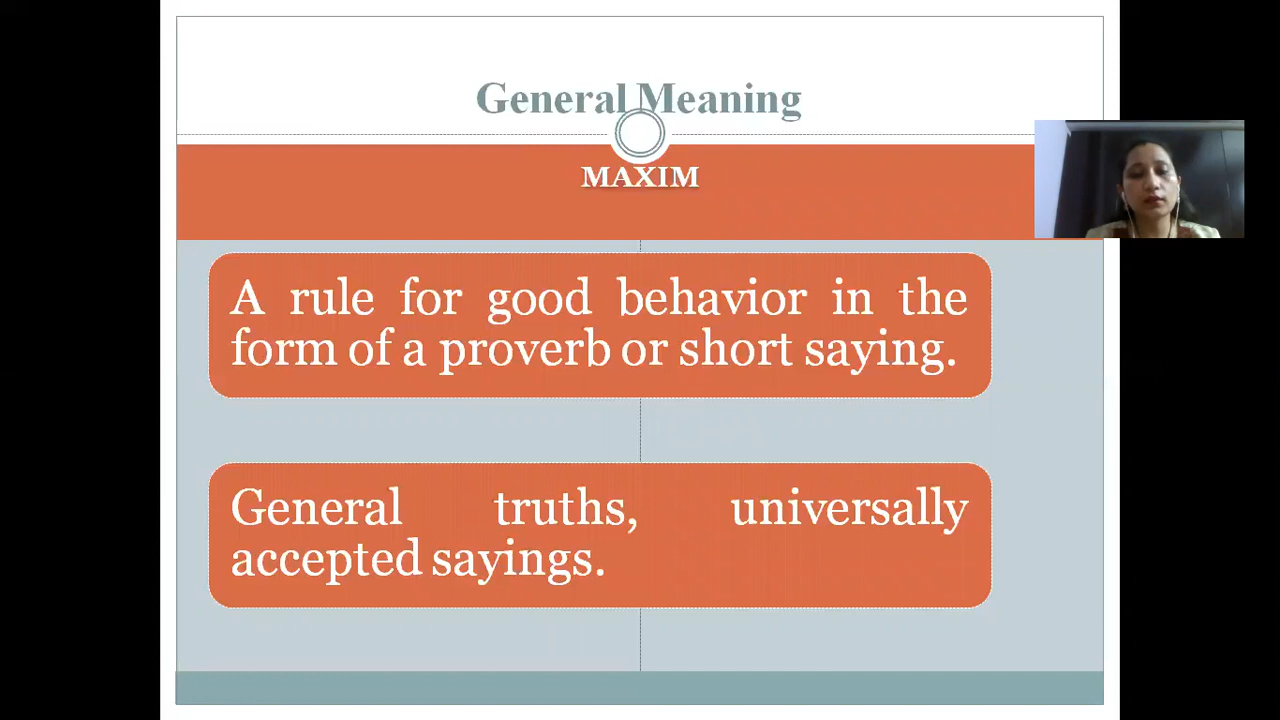 General Meaning
MAXIM
A rule for good behavior in the
form of a proverb or short saying.
General truths, universally
accepted sayings.